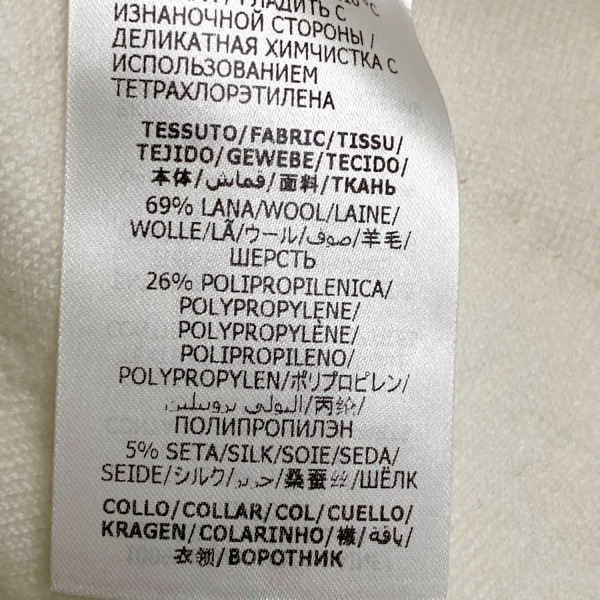 ГЛАДИТЬ С
ИЗНАНОЧНОЙ СТОРОНЫ /
ДЕЛИКАТНАЯ ХИМЧИСТКА С
ИСПОЛЬЗОВАНИЕМ
ТЕТРАХЛОРЭТИЛЕНА
TESSUTO/FABRIC/TISSU/
TEJIDO/GEWEBE/TECIDO/
本体/قماش/面料/ТКАНЬ
69% LANA/WOOL/LAINE/
WOLLE/LÃ/ウール/صوف/羊毛/
ШЕРСТЬ
26% POLIPROPILENICA/
POLYPROPYLENE/
POLYPROPYLÈNE/
POLIPROPILENO/
POLYPROPYLEN/ポリプロピレン/
البولي بروبيلين/丙纶/
ПОЛИПРОПИЛЭН
5% SETA/SILK/SOIE/SEDA/
SEIDE/シルク/حرير/桑蚕丝/ШЁЛК
COLLO/COLLAR/COL/CUELLO/
KRAGEN/COLARINHO/襟/ياقة/
衣领/ВОРОТНИК